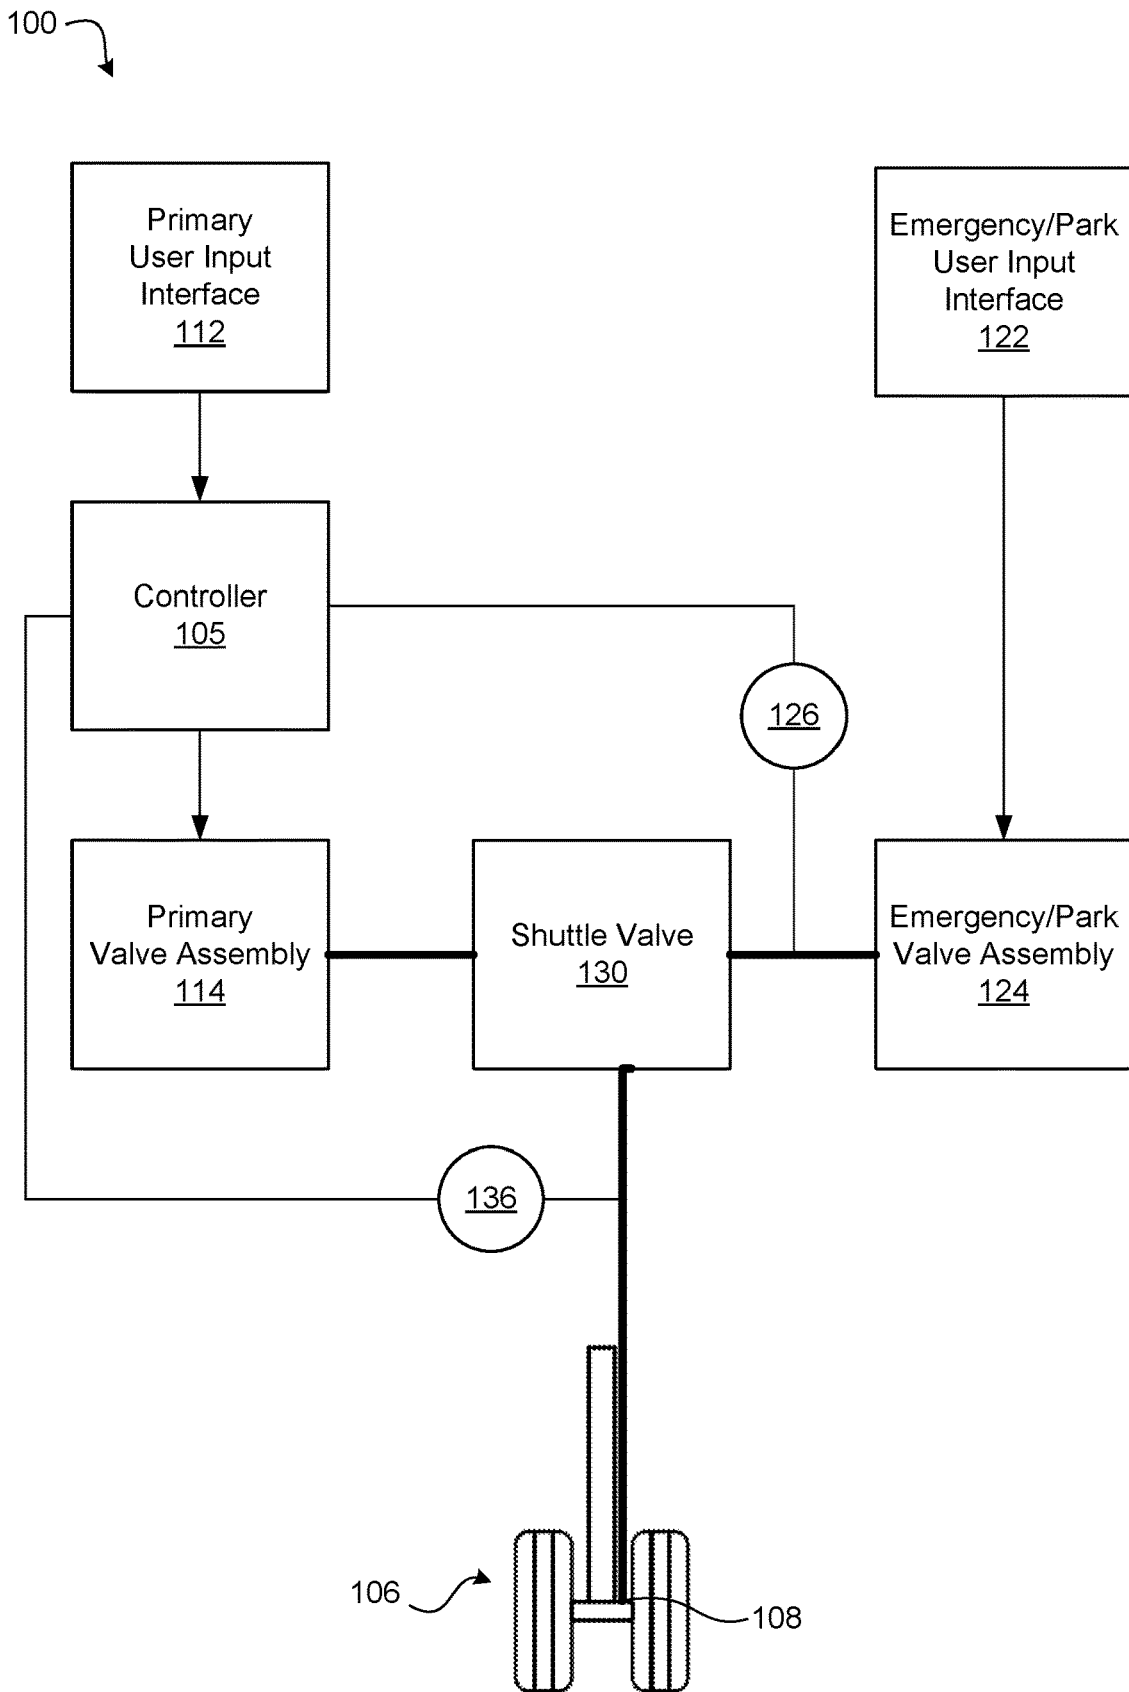 100
Primary
User Input
Interface
112
Emergency/Park
User Input
Interface
122
Controller
105
126
Primary
Valve Assembly
114
Shuttle Valve
130
Emergency/Park
Valve Assembly
124
136
106
108